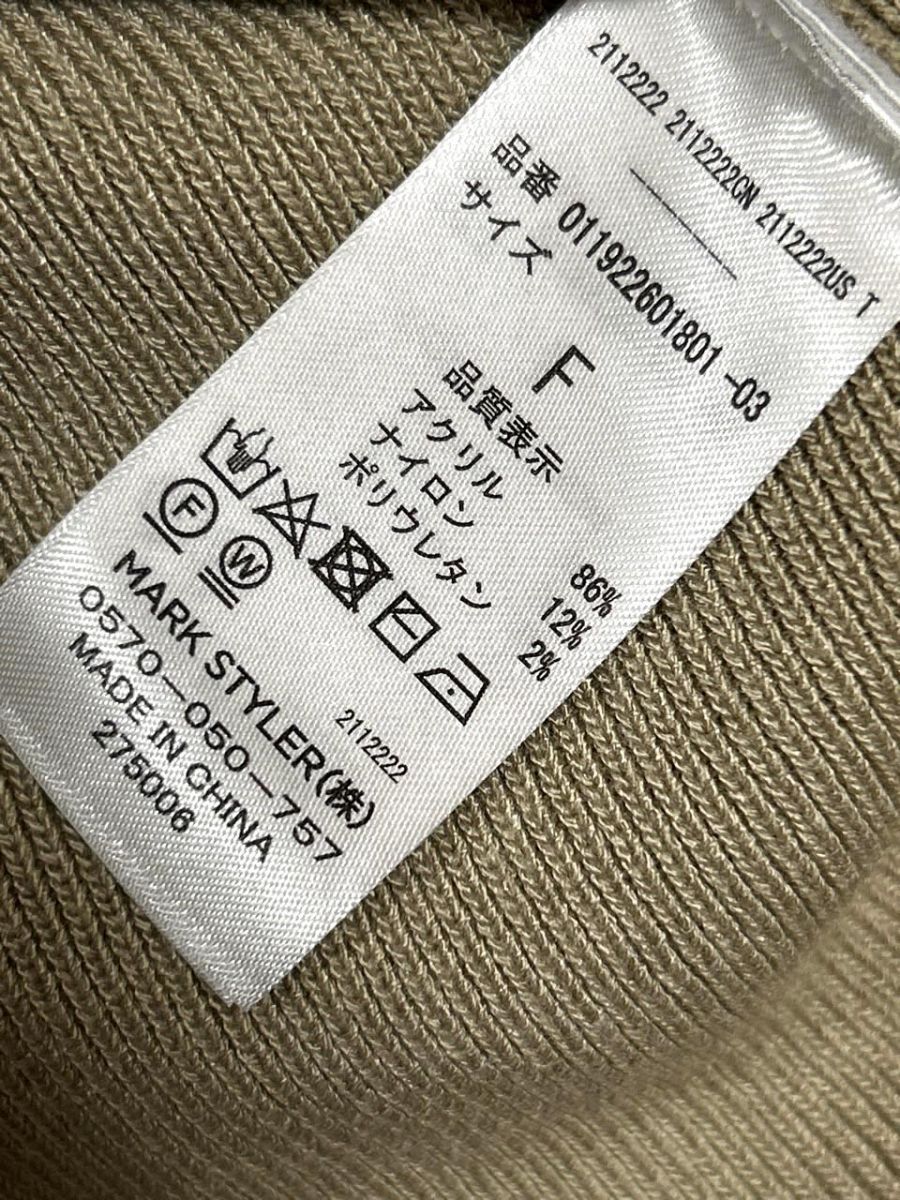 2112222 2112222CN 2112222US T
品番 011922601801 -03
サイズ
F
品質表示
アクリル 86%
ナイロン 12%
ポリウレタン 2%
F
W
2112222
MARK STYLER(株)
0570-050-757
MADE IN CHINA
275006